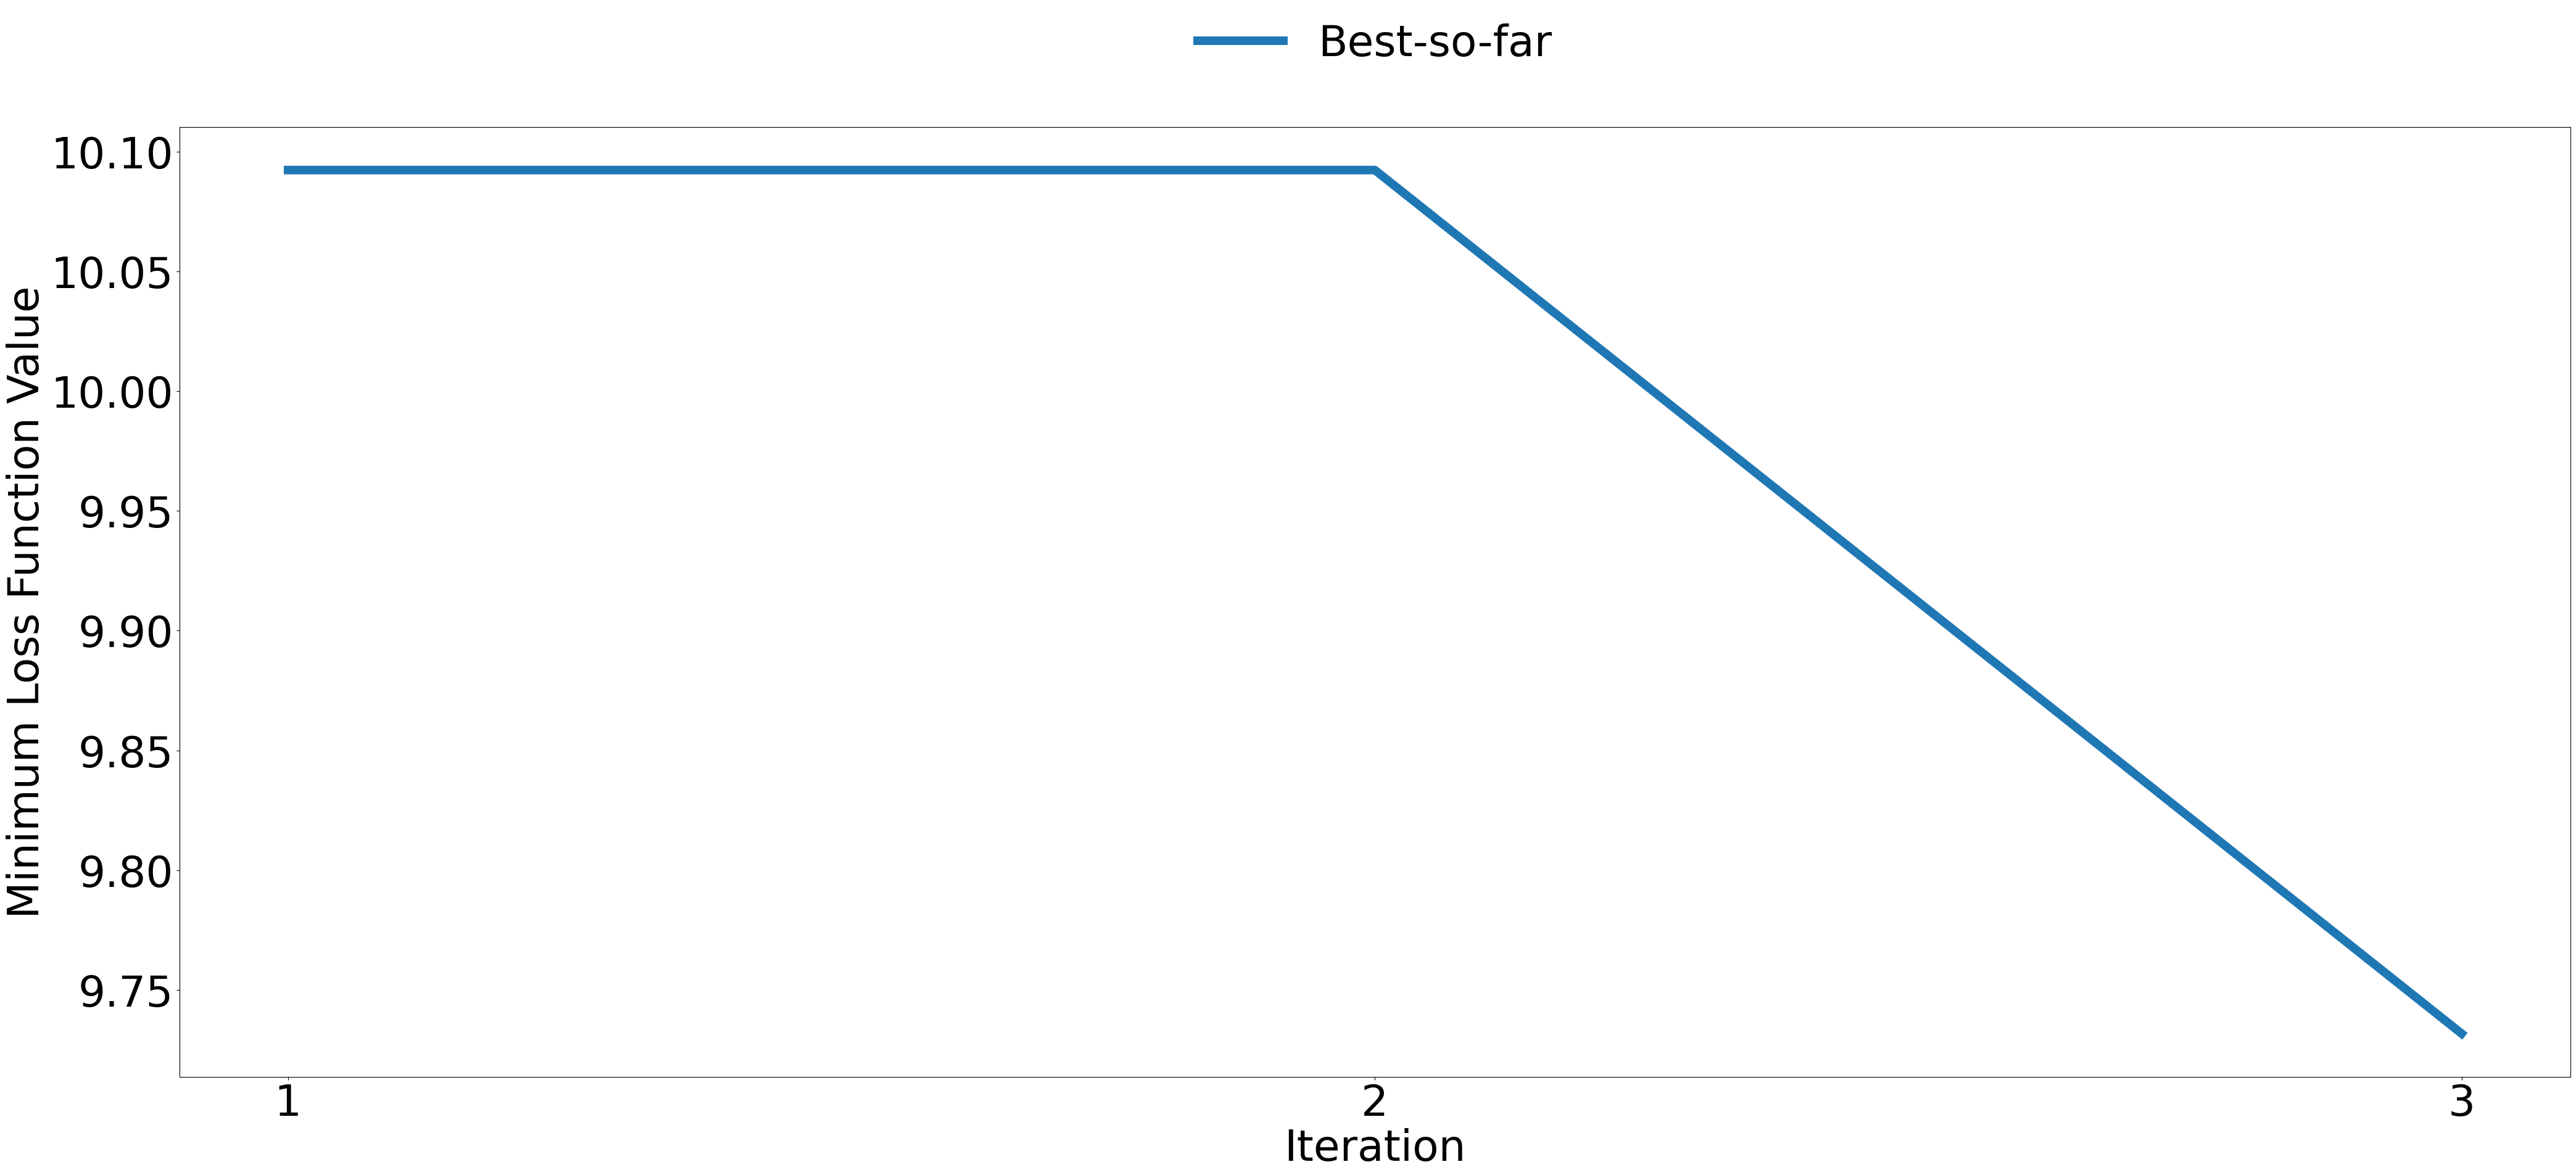 Best-so-far
10.10
10.05
10.00
9.95
9.90
9.85
9.80
9.75
Minimum Loss Function Value
1 2 3
Iteration